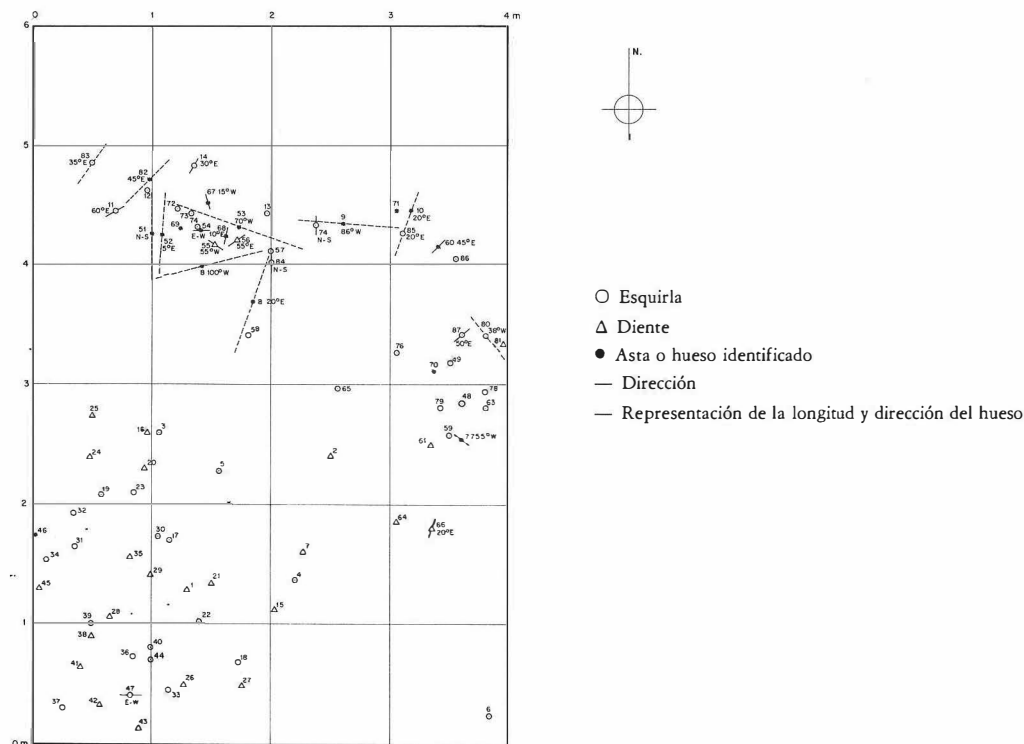 0 1 2 3 4 m
6
N.
5
83
35°E
82
45°E
14
30°E
67 15°W
12
11
60°E
72
73
74
53
70°W
13
9
86°W
74
N-S
71
10
20°E
85
20°E
60 45°E
86
51
N-S
52
5°E
69
54
E-W
68
10°E
55
55°W
56
55°E
57
84
N-S
8 100°W
4
8 20°E
58
87
50°E
80
38°W
81
76
70
49
3
65
78
79
48
63
59
77 55°W
61
25
16
3
24
20
5
2
19
23
2
32
46
30
17
31
34
35
64
66
20°E
7
29
21
4
45
1
15
28
39
22
1
38
40
36
44
18
41
47
E-W
33
26
27
37
42
43
6
0 m
Esquirla
Diente
Asta o hueso identificado
Dirección
Representación de la longitud y dirección del hueso